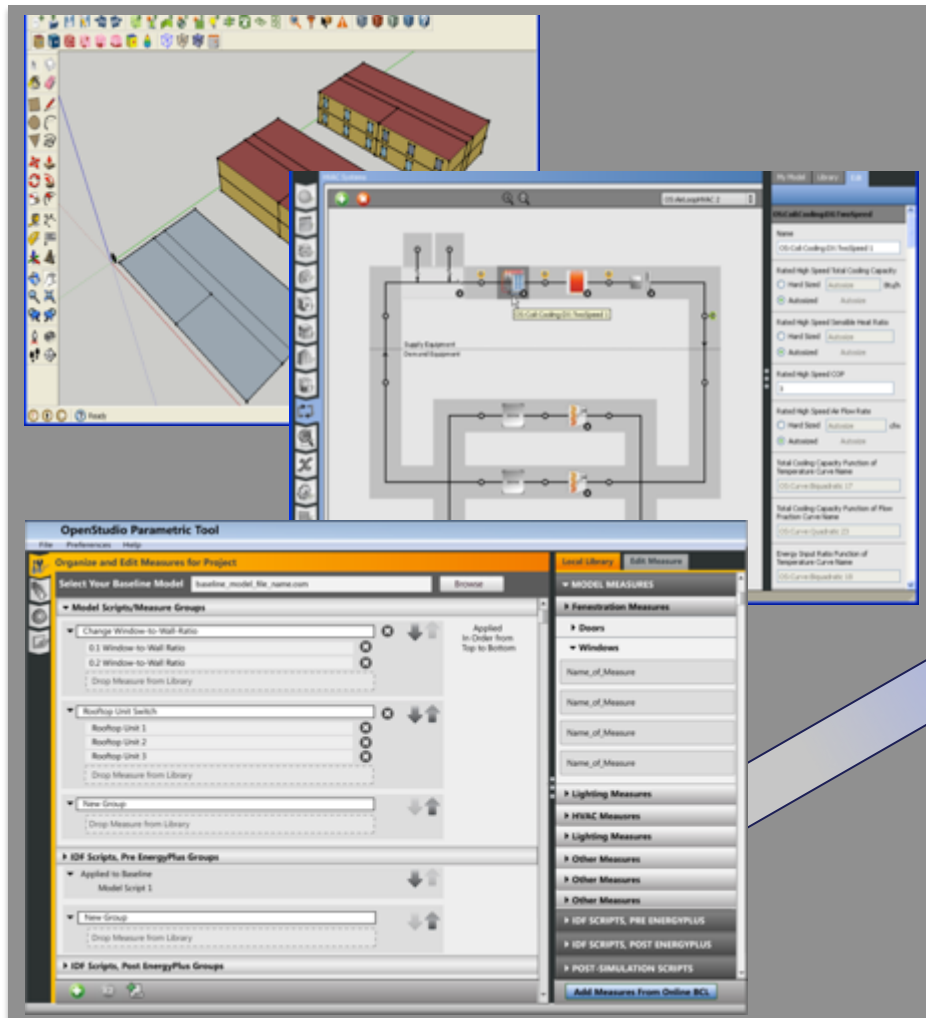 Ready
HVAC Systems
OS:AirLoopHVAC 2
OS:Coil:Cooling:DX:TwoSpeed 1
Supply Equipment
Demand Equipment
My Model Library Edit
OS:Coil:Cooling:DX:TwoSpeed
Name
OS:Coil:Cooling:DX:TwoSpeed 1
Rated High Speed Total Cooling Capacity
Hard Sized Autosize Btu/h
Autosized Autosize
Rated High Speed Sensible Heat Ratio
Hard Sized Autosize
Autosized Autosize
Rated High Speed COP
3
Rated High Speed Air Flow Rate
Hard Sized Autosize cfm
Autosized Autosize
Total Cooling Capacity Function of
Temperature Curve Name
OS:Curve:Biquadratic 17
Total Cooling Capacity Function of Flow
Fraction Curve Name
OS:Curve:Quadratic 23
Energy Input Ratio Function of
Temperature Curve Name
OS:Curve:Biquadratic 18
OpenStudio Parametric Tool
File Preferences Help
Organize and Edit Measures for Project
Select Your Baseline Model baseline_model_file_name.osm Browse
Model Scripts/Measure Groups
Change Window-to-Wall-Ratio
0.1 Window-to-Wall Ratio
0.2 Window-to-Wall Ratio
Drop Measure from Library
Rooftop Unit Switch
Rooftop Unit 1
Rooftop Unit 2
Rooftop Unit 3
Drop Measure from Library
New Group
Drop Measure from Library
IDF Scripts, Pre EnergyPlus Groups
Applied to Baseline
Model Script 1
New Group
Drop Measure from Library
IDF Scripts, Post EnergyPlus Groups
Applied
In Order from
Top to Bottom
Local Library Edit Measure
MODEL MEASURES
Fenestration Measures
Doors
Windows
Name_of_Measure
Name_of_Measure
Name_of_Measure
Name_of_Measure
Lighting Measures
HVAC Measures
Lighting Measures
Other Measures
Other Measures
Other Measures
IDF SCRIPTS, PRE ENERGYPLUS
IDF SCRIPTS, POST ENERGYPLUS
POST-SIMULATION SCRIPTS
Add Measures From Online BCL